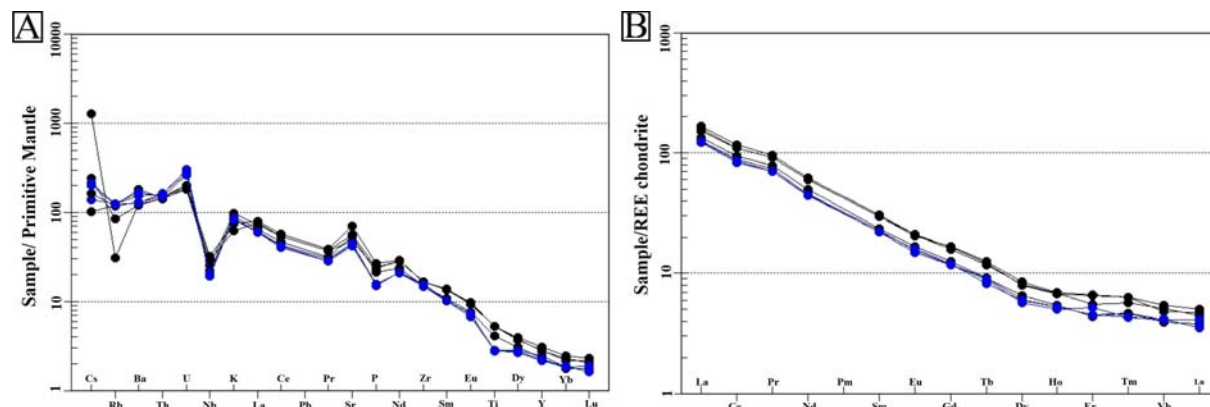 A
Sample/ Primitive Mantle
10000
1000
100
10
1
Cs Ba U K Ce Pr P Zr Eu Dy Yb
Rb Th Nb La Pb Sr Nd Sm Ti Y Lu
B
Sample/REE chondrite
1000
100
10
1
La Pr Pm Eu Tb Ho Tm Lu
Ce Nd Sm Gd Dy Er Yb